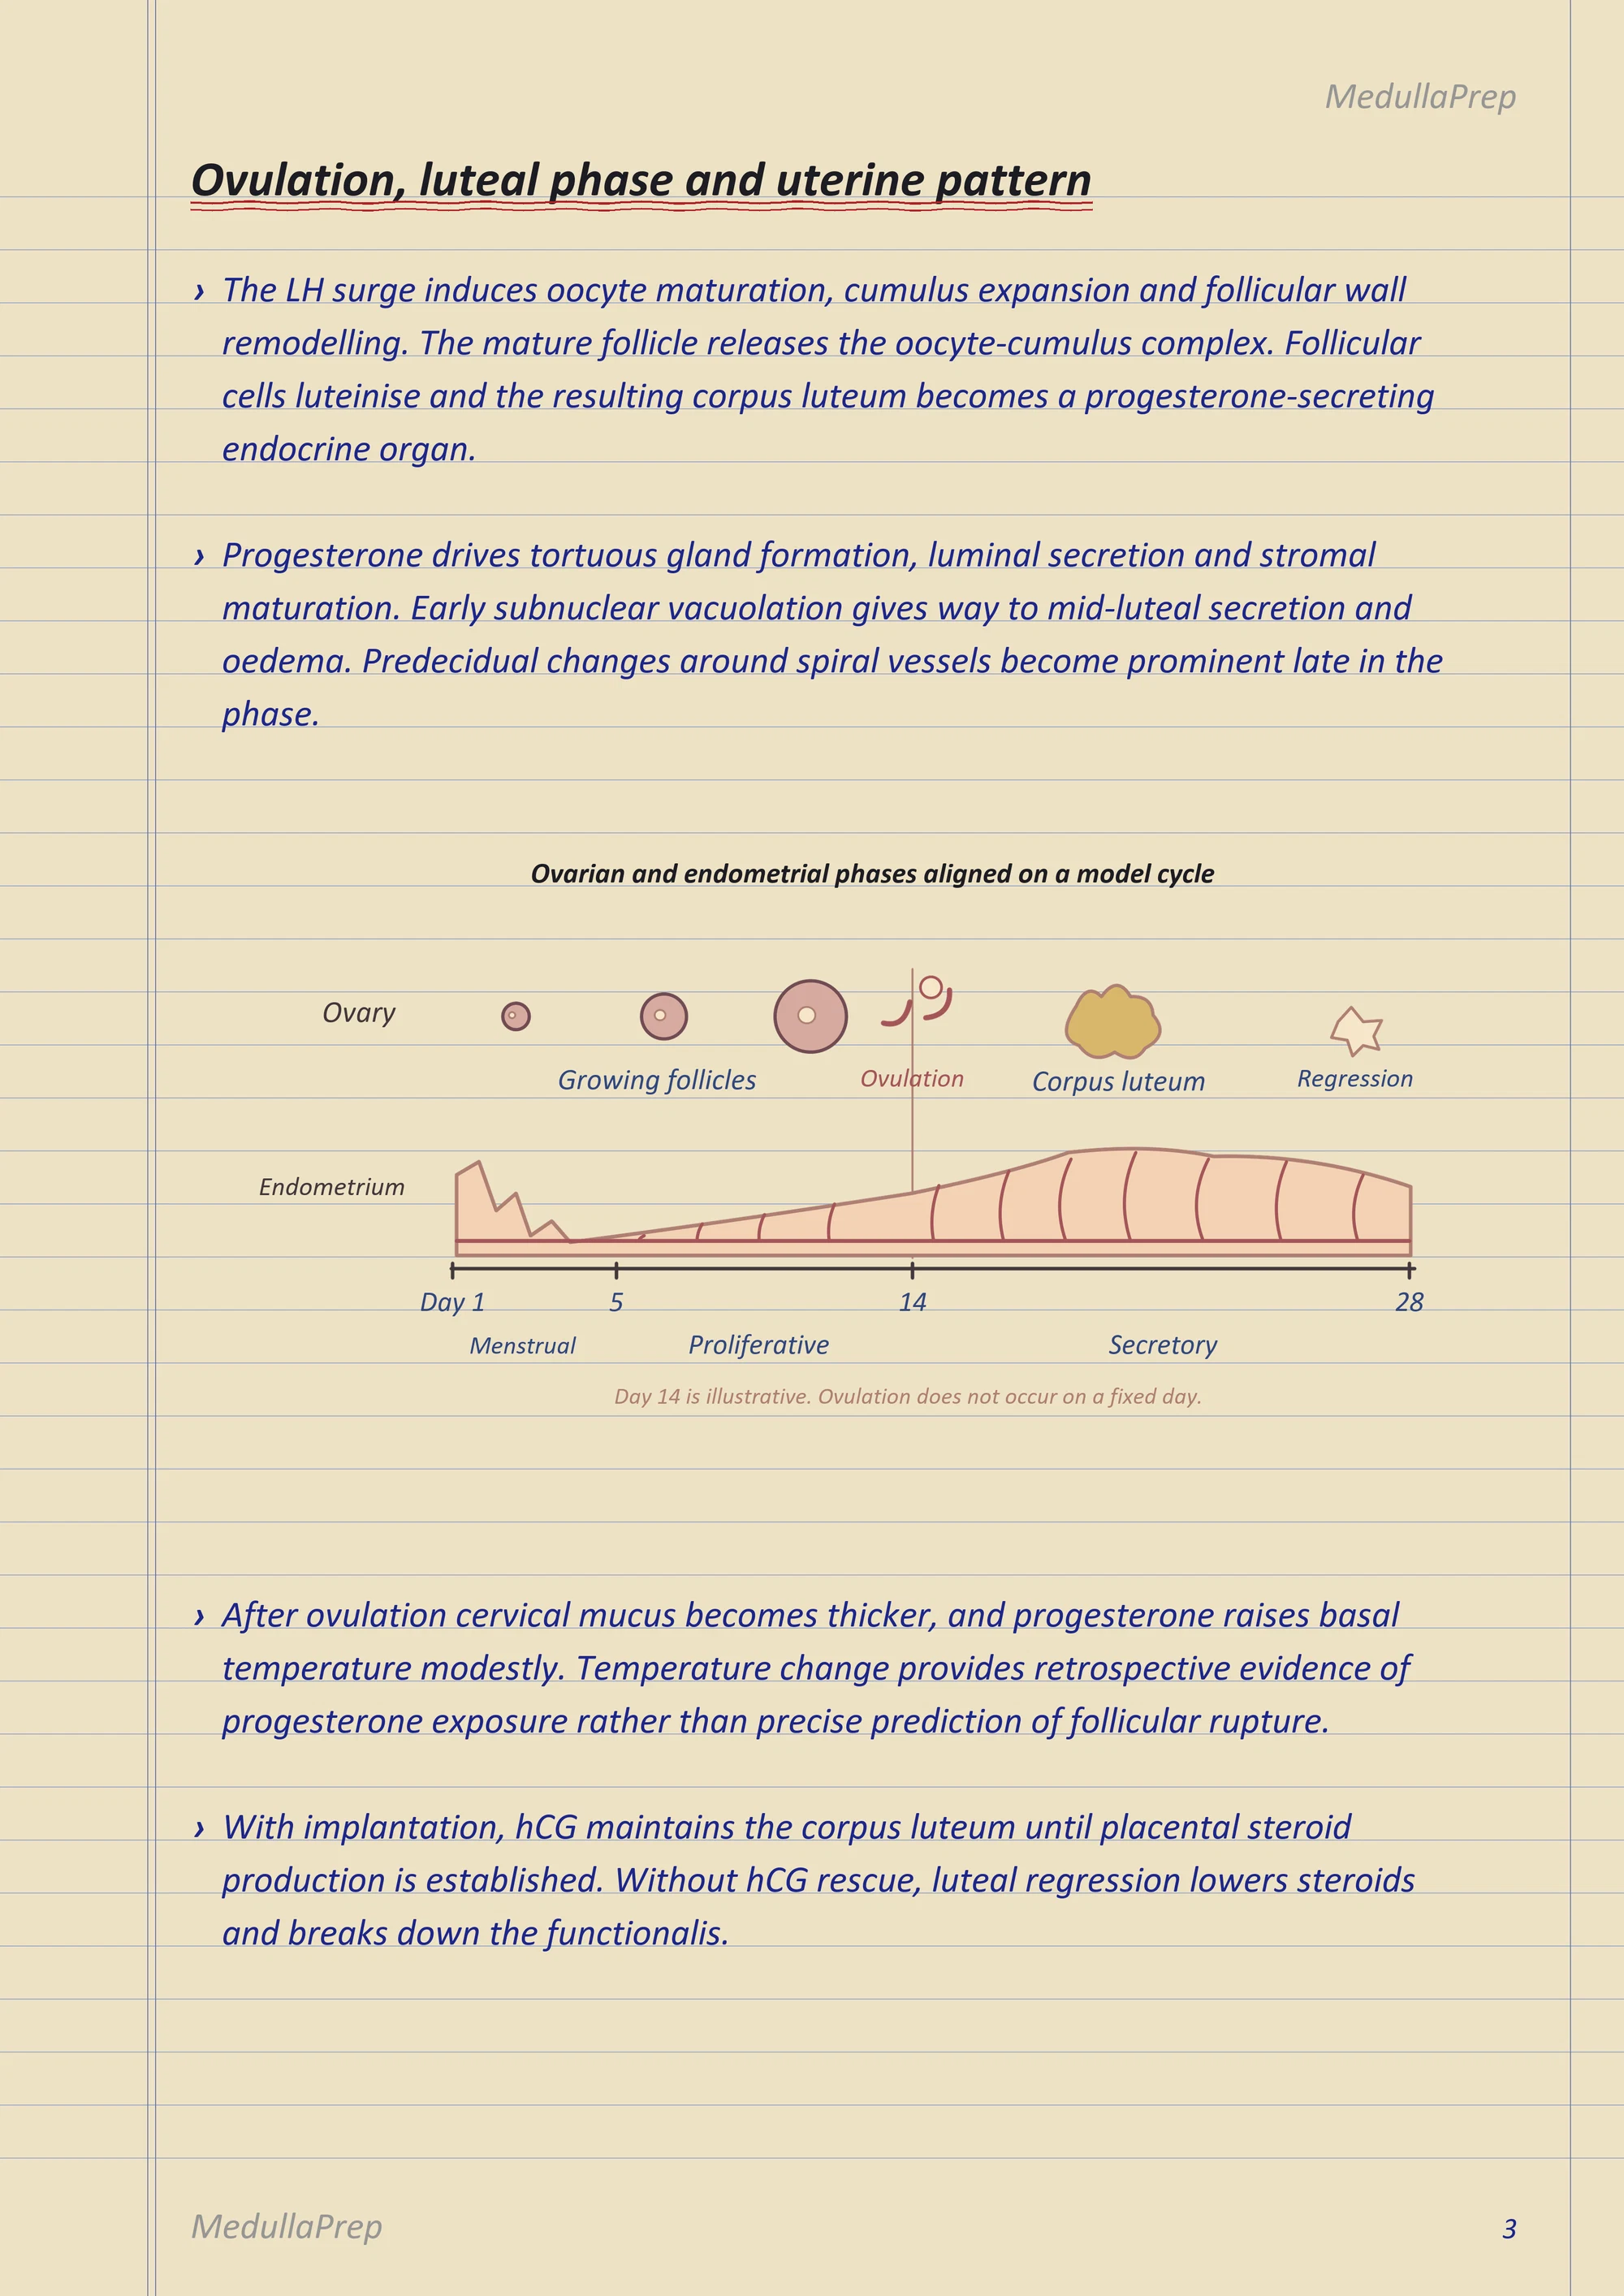 MedullaPrep
Ovulation, luteal phase and uterine pattern
› The LH surge induces oocyte maturation, cumulus expansion and follicular wall
remodelling. The mature follicle releases the oocyte-cumulus complex. Follicular
cells luteinise and the resulting corpus luteum becomes a progesterone-secreting
endocrine organ.
› Progesterone drives tortuous gland formation, luminal secretion and stromal
maturation. Early subnuclear vacuolation gives way to mid-luteal secretion and
oedema. Predecidual changes around spiral vessels become prominent late in the
phase.
Ovarian and endometrial phases aligned on a model cycle
Ovary
Growing follicles Ovulation Corpus luteum Regression
Endometrium
Day 1 5 14 28
Menstrual Proliferative Secretory
Day 14 is illustrative. Ovulation does not occur on a fixed day.
› After ovulation cervical mucus becomes thicker, and progesterone raises basal
temperature modestly. Temperature change provides retrospective evidence of
progesterone exposure rather than precise prediction of follicular rupture.
› With implantation, hCG maintains the corpus luteum until placental steroid
production is established. Without hCG rescue, luteal regression lowers steroids
and breaks down the functionalis.
MedullaPrep 3